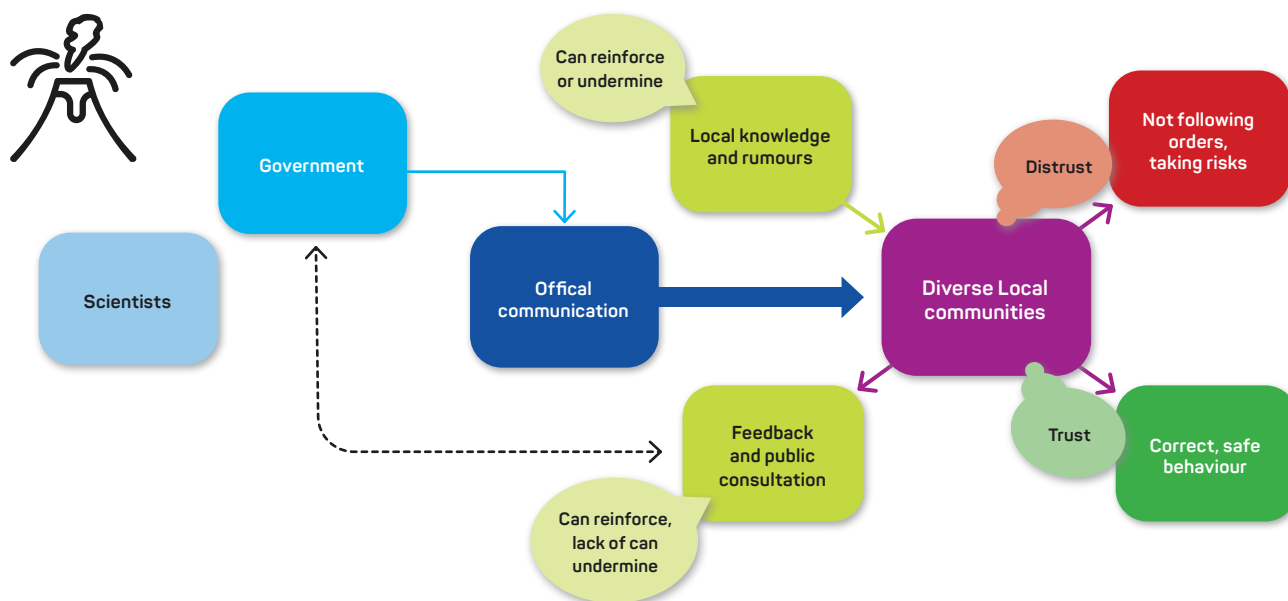 Can reinforce
or undermine
Local knowledge
and rumours
Not following
orders,
taking risks
Distrust
Government
Scientists
Offical
communication
Diverse Local
communities
Feedback
and public
consultation
Trust
Correct, safe
behaviour
Can reinforce,
lack of can
undermine